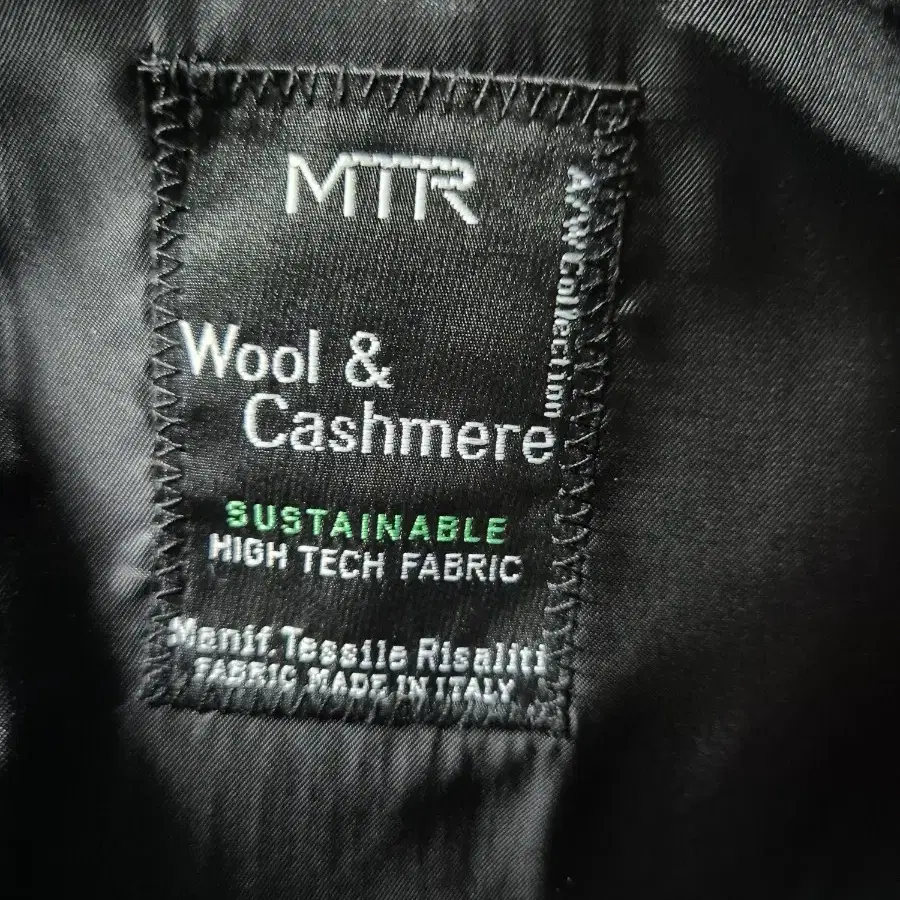 MTR
A/W Collection
Wool &
Cashmere
SUSTAINABLE
HIGH TECH FABRIC
Manif. Tessile Risaliti
FABRIC MADE IN ITALY